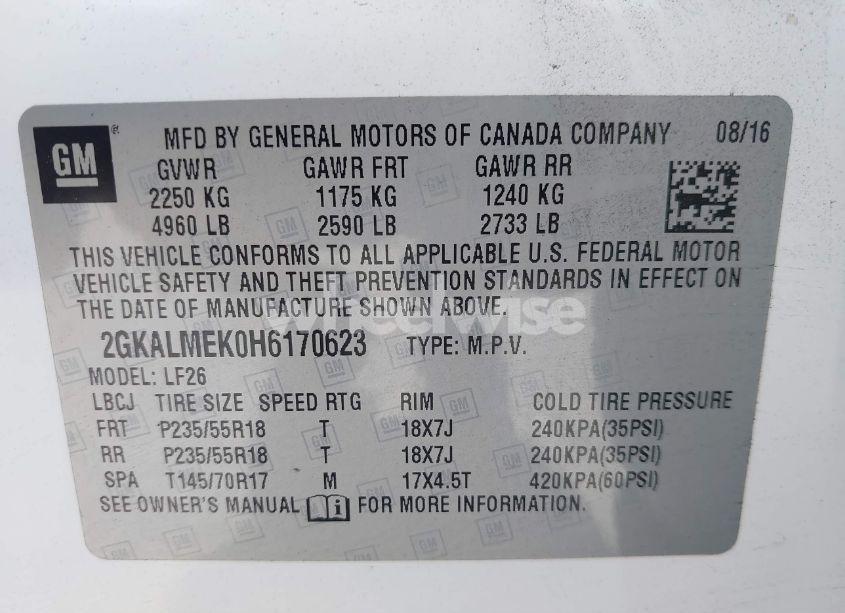 GM ® MFD BY GENERAL MOTORS OF CANADA COMPANY 08/16
GVWR GAWR FRT GAWR RR
2250 KG 1175 KG 1240 KG
4960 LB 2590 LB 2733 LB
THIS VEHICLE CONFORMS TO ALL APPLICABLE U.S. FEDERAL MOTOR
VEHICLE SAFETY AND THEFT PREVENTION STANDARDS IN EFFECT ON
THE DATE OF MANUFACTURE SHOWN ABOVE.
2GKALMEK0H6170623 TYPE: M.P.V.
MODEL: LF26
LBCJ TIRE SIZE SPEED RTG RIM COLD TIRE PRESSURE
FRT P235/55R18 T 18X7J 240KPA(35PSI)
RR P235/55R18 T 18X7J 240KPA(35PSI)
SPA T145/70R17 M 17X4.5T 420KPA(60PSI)
SEE OWNER'S MANUAL i FOR MORE INFORMATION.